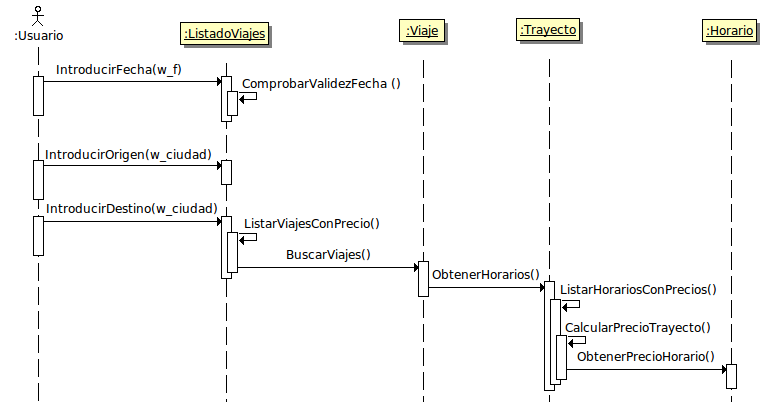 :Usuario
:ListadoViajes
:Viaje
:Trayecto
:Horario
IntroducirFecha(w_f)
ComprobarValidezFecha ()
IntroducirOrigen(w_ciudad)
IntroducirDestino(w_ciudad)
ListarViajesConPrecio()
BuscarViajes()
ObtenerHorarios()
ListarHorariosConPrecios()
CalcularPrecioTrayecto()
ObtenerPrecioHorario()